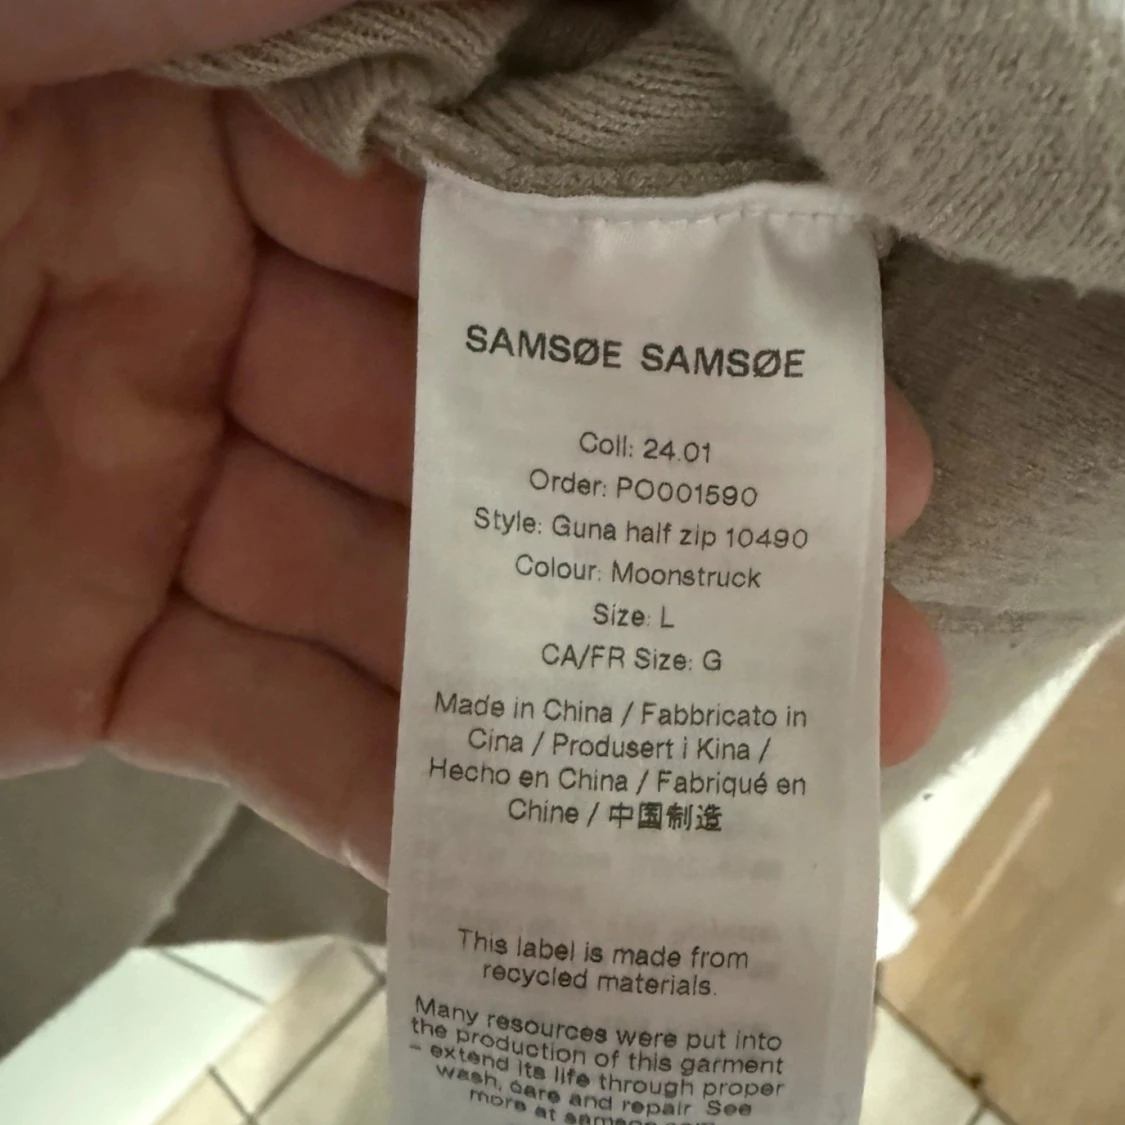 SAMSØE SAMSØE
Coll: 24.01
Order: PO001590
Style: Guna half zip 10490
Colour: Moonstruck
Size: L
CA/FR Size: G
Made in China / Fabbricato in
Cina / Produsert i Kina /
Hecho en China / Fabriqué en
Chine / 中国制造
This label is made from
recycled materials.
Many resources were put into
the production of this garment
– extend its life through proper
wash, care and repair. See
more at